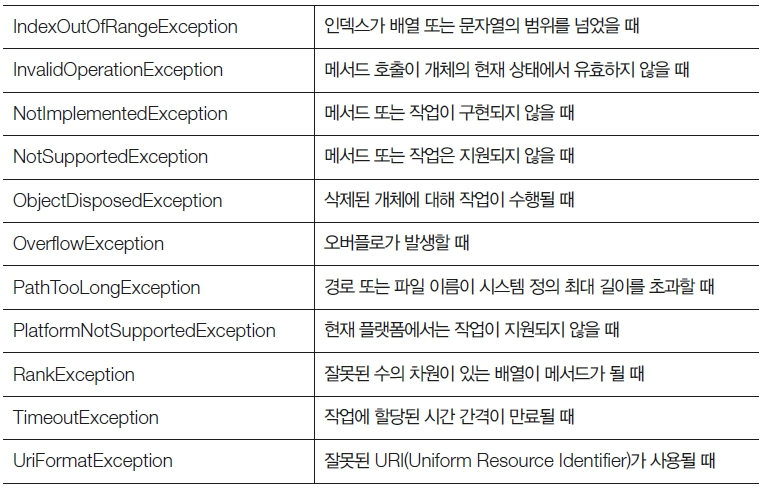 IndexOutOfRangeException 인덱스가 배열 또는 문자열의 범위를 넘었을 때
InvalidOperationException 메서드 호출이 개체의 현재 상태에서 유효하지 않을 때
NotImplementedException 메서드 또는 작업이 구현되지 않을 때
NotSupportedException 메서드 또는 작업은 지원되지 않을 때
ObjectDisposedException 삭제된 개체에 대해 작업이 수행될 때
OverflowException 오버플로가 발생할 때
PathTooLongException 경로 또는 파일 이름이 시스템 정의 최대 길이를 초과할 때
PlatformNotSupportedException 현재 플랫폼에서는 작업이 지원되지 않을 때
RankException 잘못된 수의 차원이 있는 배열이 메서드가 될 때
TimeoutException 작업에 할당된 시간 간격이 만료될 때
UriFormatException 잘못된 URI(Uniform Resource Identifier)가 사용될 때